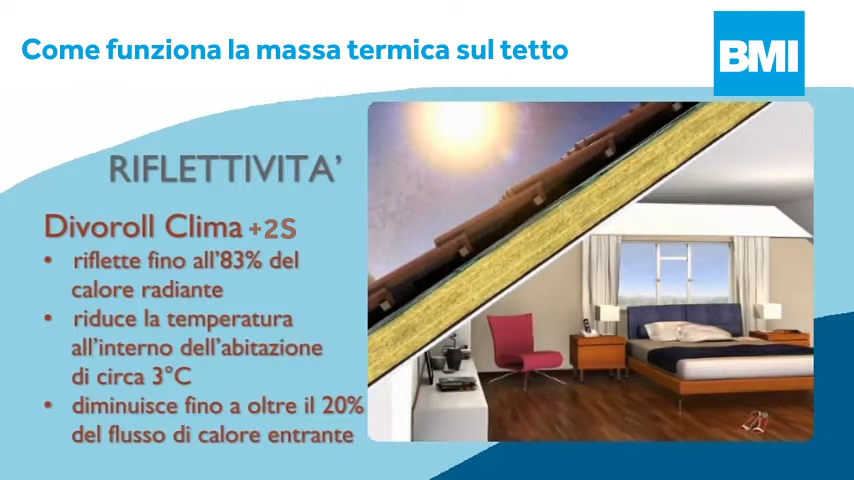 Come funziona la massa termica sul tetto
BMI
RIFLETTIVITA'
Divoroll Clima +2S
• riflette fino all'83% del
calore radiante
• riduce la temperatura
all'interno dell'abitazione
di circa 3°C
• diminuisce fino a oltre il 20%
del flusso di calore entrante